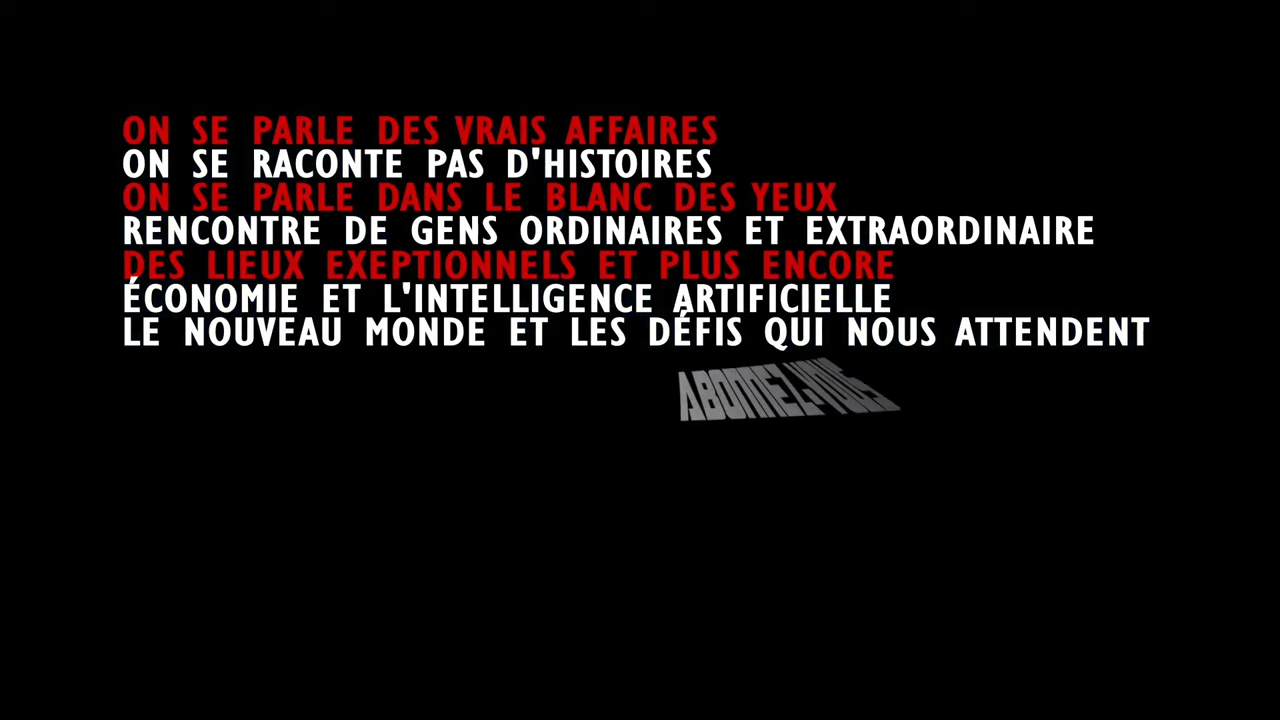 ON SE PARLE DES VRAIS AFFAIRES
ON SE RACONTE PAS D'HISTOIRES
ON SE PARLE DANS LE BLANC DES YEUX
RENCONTRE DE GENS ORDINAIRES ET EXTRAORDINAIRE
DES LIEUX EXEPTIONNELS ET PLUS ENCORE
ÉCONOMIE ET L'INTELLIGENCE ARTIFICIELLE
LE NOUVEAU MONDE ET LES DÉFIS QUI NOUS ATTENDENT
ABONNEZ-VOUS